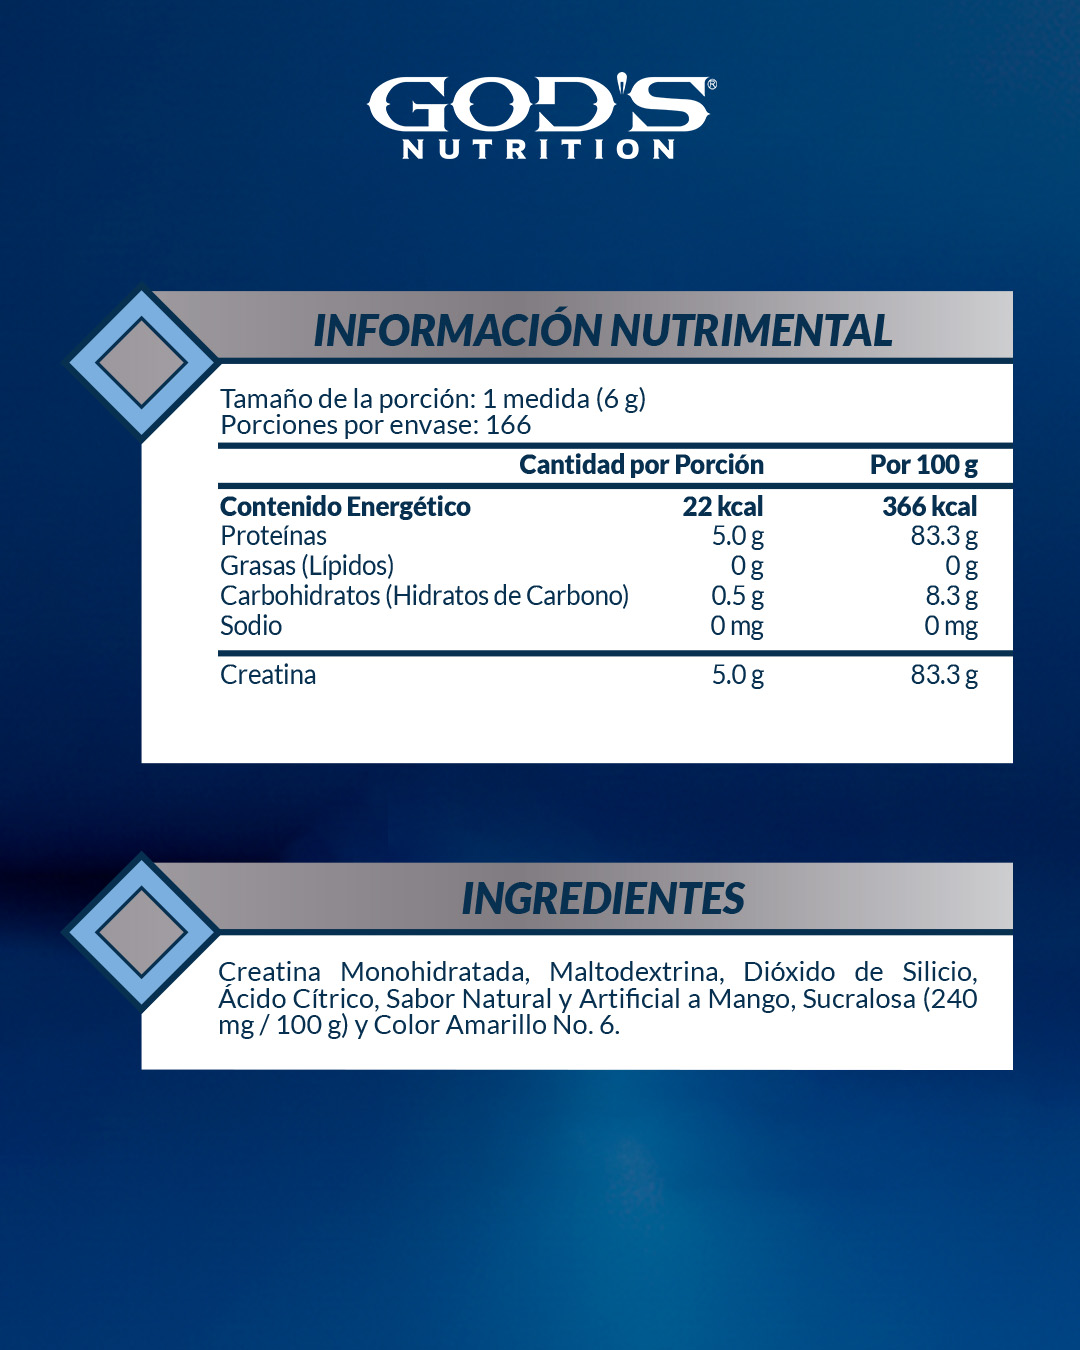 GOD'S®
NUTRITION
INFORMACIÓN NUTRIMENTAL
Tamaño de la porción: 1 medida (6 g)
Porciones por envase: 166
Cantidad por Porción Por 100 g
Contenido Energético 22 kcal 366 kcal
Proteínas 5.0 g 83.3 g
Grasas (Lípidos) 0 g 0 g
Carbohidratos (Hidratos de Carbono) 0.5 g 8.3 g
Sodio 0 mg 0 mg
Creatina 5.0 g 83.3 g
INGREDIENTES
Creatina Monohidratada, Maltodextrina, Dióxido de Silicio,
Ácido Cítrico, Sabor Natural y Artificial a Mango, Sucralosa (240
mg / 100 g) y Color Amarillo No. 6.